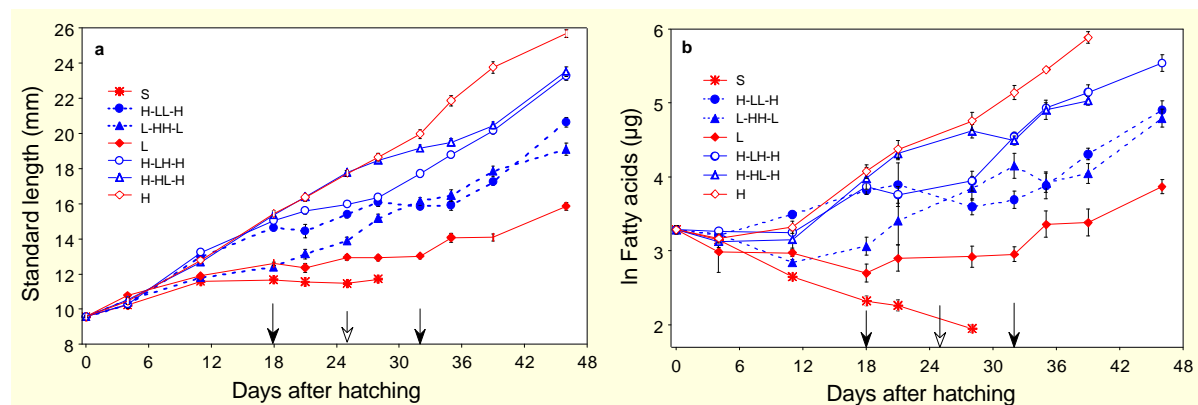 a
Standard length (mm)
26
24
22
20
18
16
14
12
10
8
S
H-LL-H
L-HH-L
L
H-LH-H
H-HL-H
H
0 6 12 18 24 30 36 42 48
Days after hatching
b
ln Fatty acids (µg)
6
5
4
3
2
S
H-LL-H
L-HH-L
L
H-LH-H
H-HL-H
H
0 6 12 18 24 30 36 42 48
Days after hatching